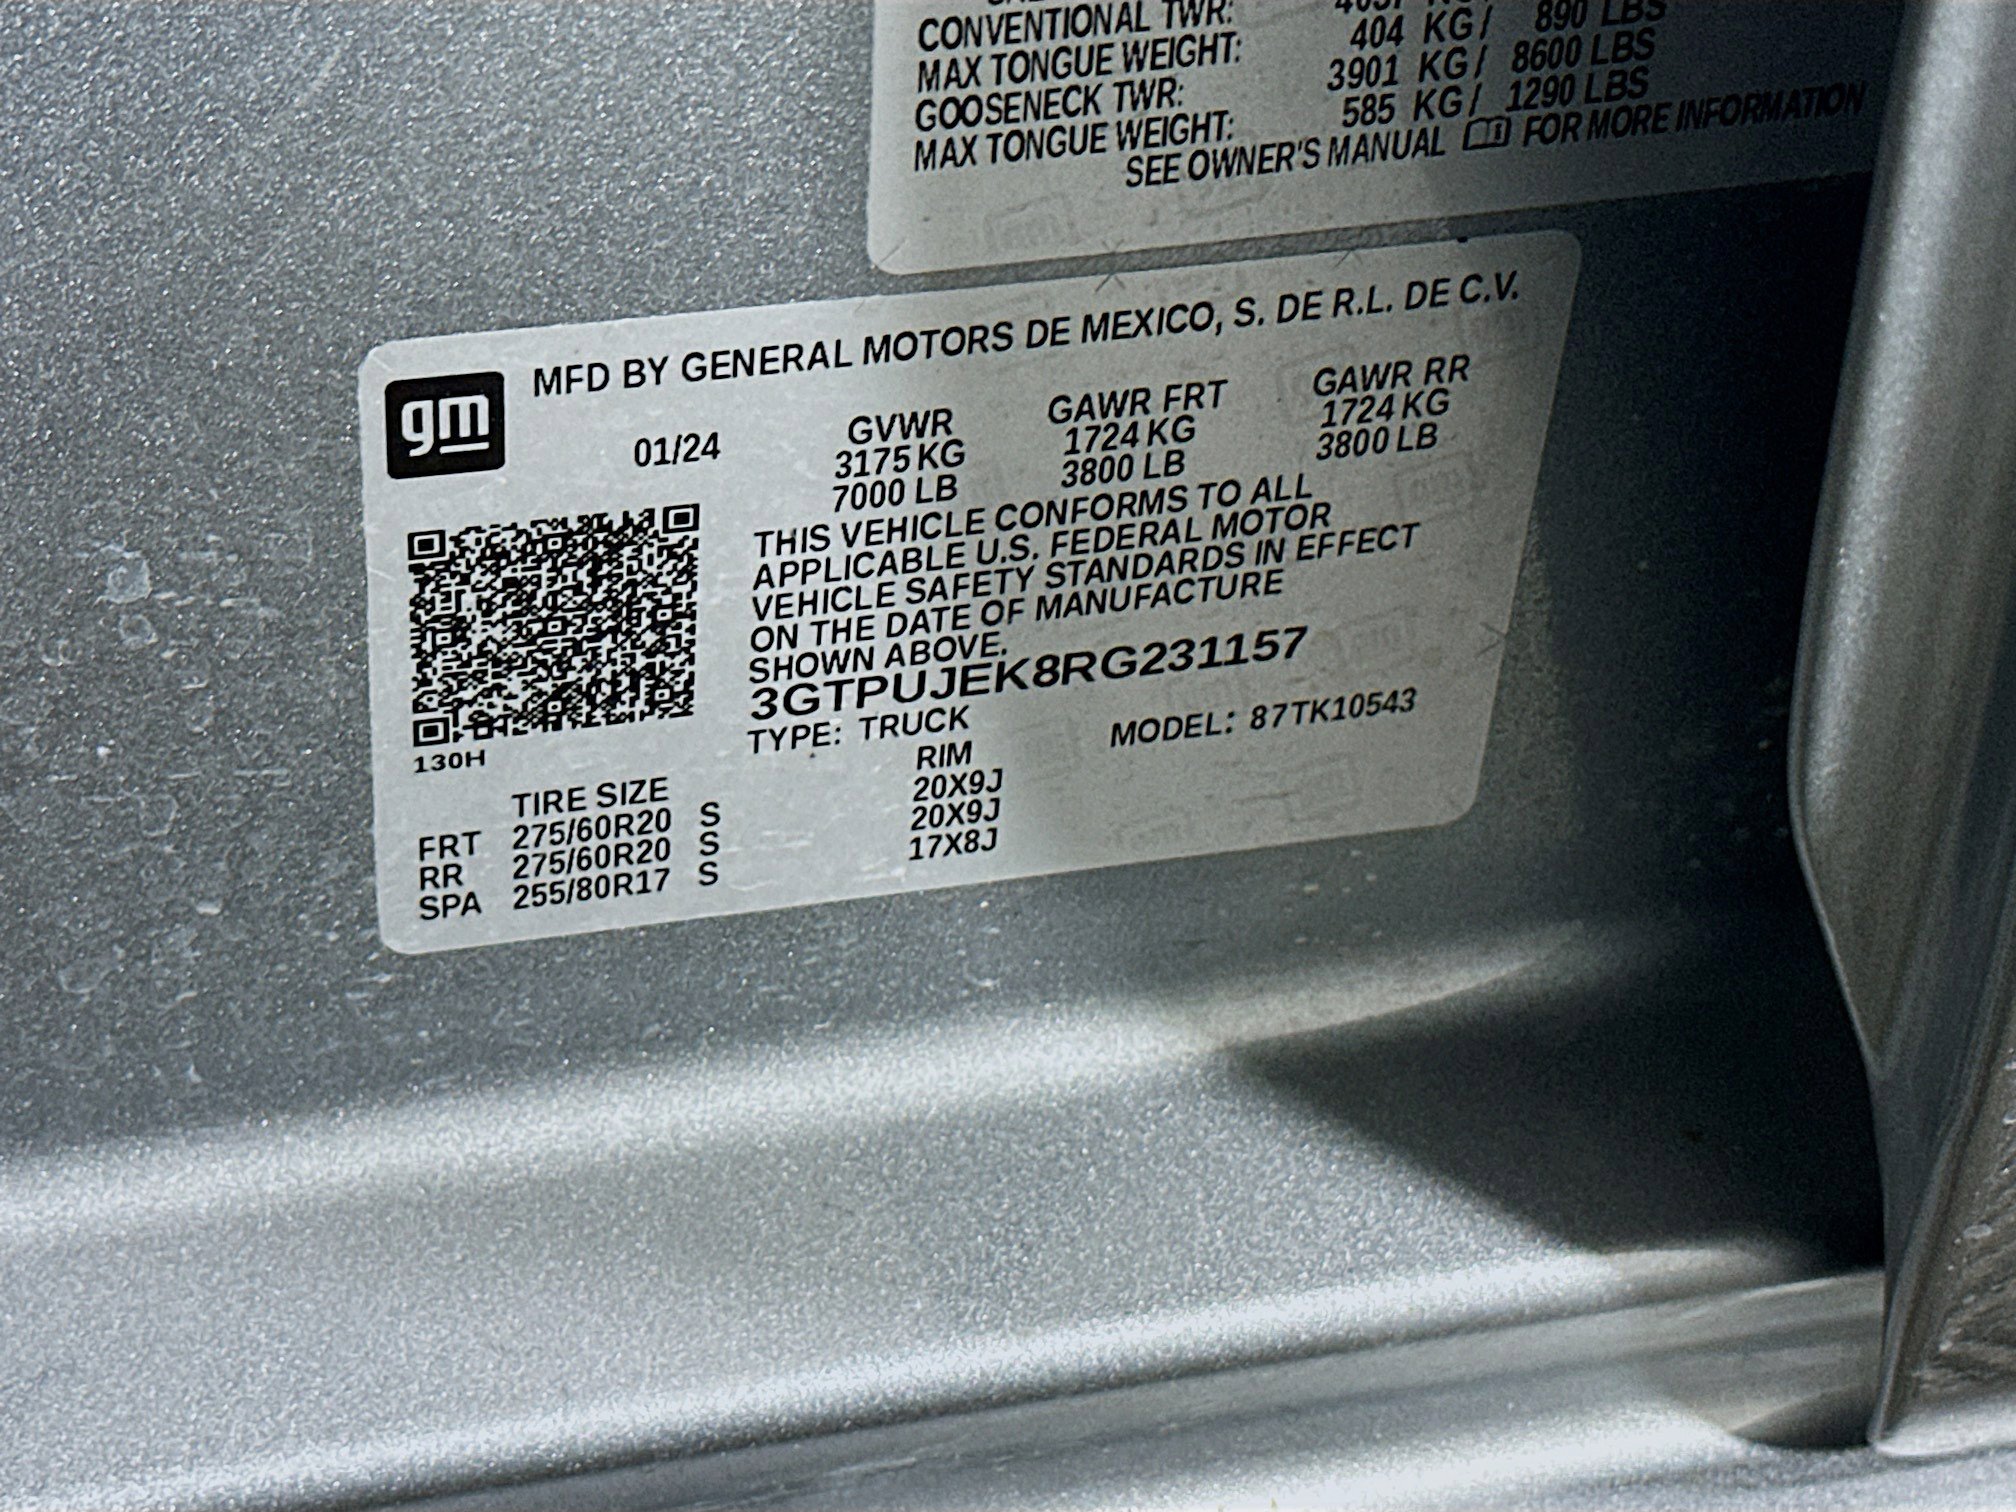 CONVENTIONAL TWR:
MAX TONGUE WEIGHT: 404 KG / 890 LBS
GOOSENECK TWR: 3901 KG / 8600 LBS
MAX TONGUE WEIGHT: 585 KG / 1290 LBS
SEE OWNER'S MANUAL FOR MORE INFORMATION
gm
MFD BY GENERAL MOTORS DE MEXICO, S. DE R.L. DE C.V.
01/24
GVWR GAWR FRT GAWR RR
3175 KG 1724 KG 1724 KG
7000 LB 3800 LB 3800 LB
THIS VEHICLE CONFORMS TO ALL
APPLICABLE U.S. FEDERAL MOTOR
VEHICLE SAFETY STANDARDS IN EFFECT
ON THE DATE OF MANUFACTURE
SHOWN ABOVE.
3GTPUJEK8RG231157
TYPE: TRUCK MODEL: 87TK10543
130H
TIRE SIZE RIM
FRT 275/60R20 S 20X9J
RR 275/60R20 S 20X9J
SPA 255/80R17 S 17X8J